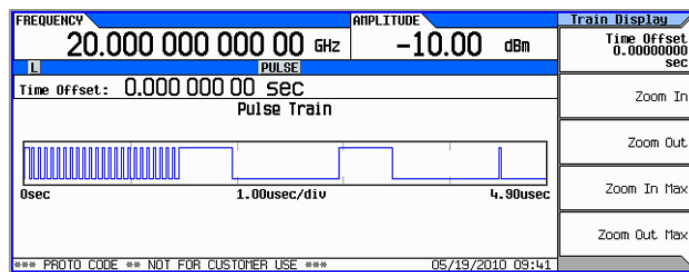 FREQUENCY
AMPLITUDE
20.000 000 000 00 GHz
-10.00 dBm
L
PULSE
Time Offset: 0.000 000 00 sec
Pulse Train
0sec
1.00usec/div
4.90usec
*** PROTO CODE ** NOT FOR CUSTOMER USE ***
05/19/2010 09:41
Train Display
Time Offset
0.00000000
sec
Zoom In
Zoom Out
Zoom In Max
Zoom Out Max